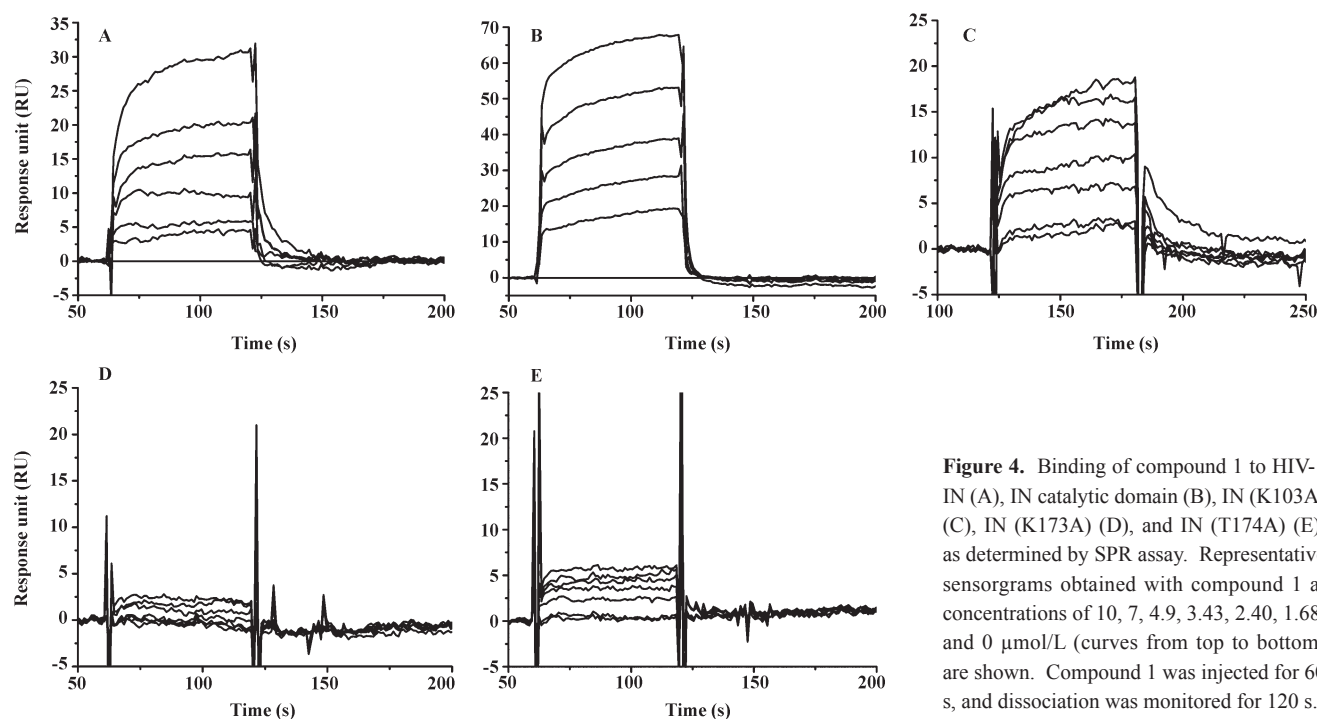 A
35
30
25
20
15
10
5
0
-5
50
100
150
200
Response unit (RU)
Time (s)
B
70
60
50
40
30
20
10
0
50
100
150
200
Time (s)
C
25
20
15
10
5
0
-5
100
150
200
250
Time (s)
D
25
20
15
10
5
0
-5
50
100
150
200
Response unit (RU)
Time (s)
E
25
20
15
10
5
0
-5
50
100
150
200
Time (s)
Figure 4. Binding of compound 1 to HIV-
IN (A), IN catalytic domain (B), IN (K103A
(C), IN (K173A) (D), and IN (T174A) (E)
as determined by SPR assay. Representativ
sensorgrams obtained with compound 1 a
concentrations of 10, 7, 4.9, 3.43, 2.40, 1.68
and 0 µmol/L (curves from top to bottom
are shown. Compound 1 was injected for 60
s, and dissociation was monitored for 120 s.